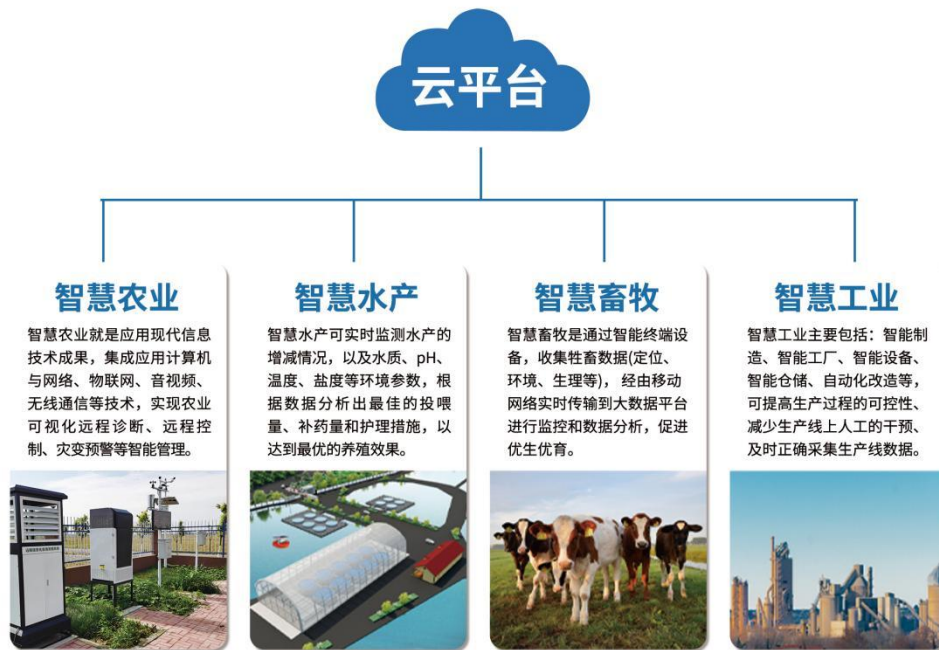 云平台
智慧农业
智慧农业就是应用现代信息
技术成果，集成应用计算机
与网络、物联网、音视频、
无线通信等技术，实现农业
可视化远程诊断、远程控
制、灾变预警等智能管理。
智慧水产
智慧水产可实时监测水产的
增减情况，以及水质、pH、
温度、盐度等环境参数，根
据数据分析出最佳的投喂
量、补药量和护理措施，以
达到最优的养殖效果。
智慧畜牧
智慧畜牧是通过智能终端设
备，收集牲畜数据(定位、
环境、生理等)，经由移动
网络实时传输到大数据平台
进行监控和数据分析，促进
优生优育。
智慧工业
智慧工业主要包括：智能制
造、智能工厂、智能设备、
智能仓储、自动化改造等，
可提高生产过程的可控性、
减少生产线上人工的干预、
及时正确采集生产线数据。